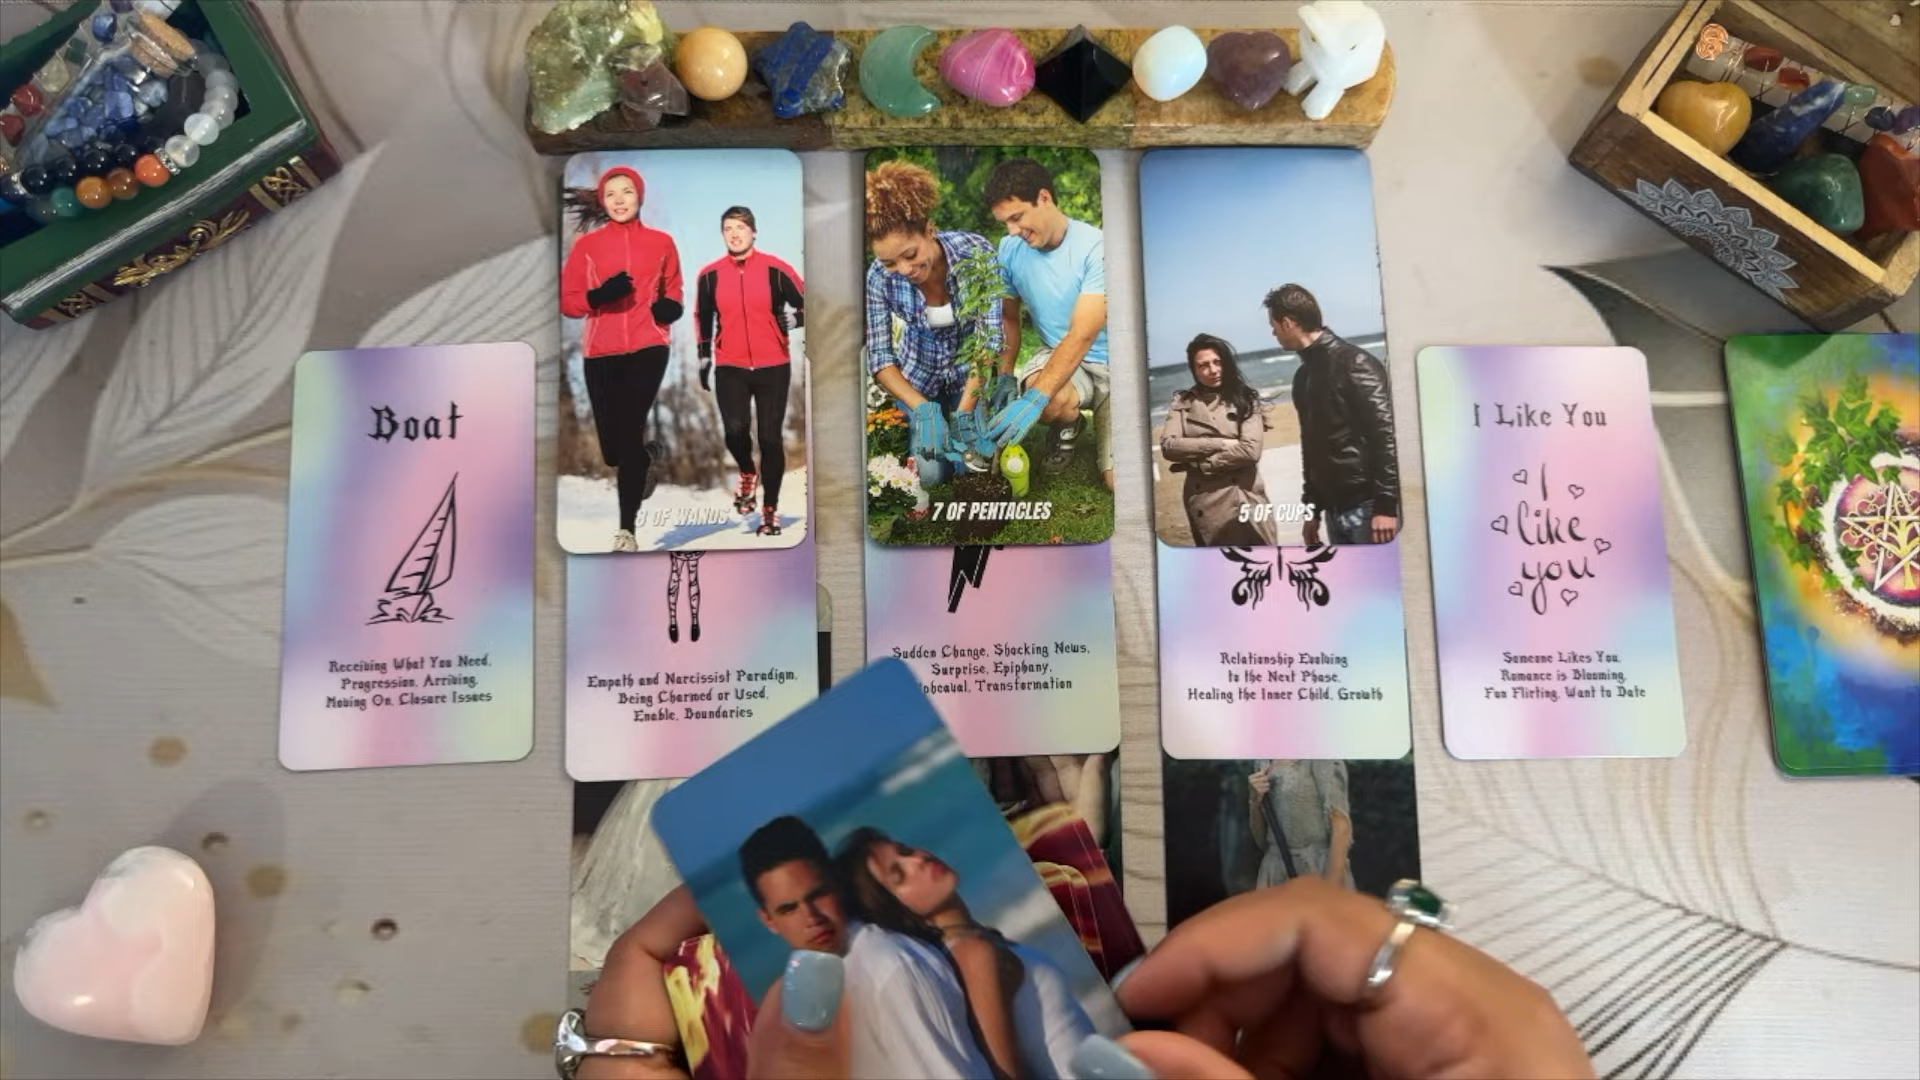 Boat
Receiving What You Need,
Progression, Arriving,
Moving On, Closure Issues
8 OF WANDS
Empath and Narcissist Paradigm,
Being Charmed or Used,
Enable, Boundaries
7 OF PENTACLES
Sudden Change, Shocking News,
Surprise, Epiphany,
Transformation
5 OF CUPS
Relationship Evolving
to the Next Phase,
Healing the Inner Child, Growth
I Like You
I
like
you
Someone Likes You,
Romance is Blooming,
Fun Flirting, Want to Date